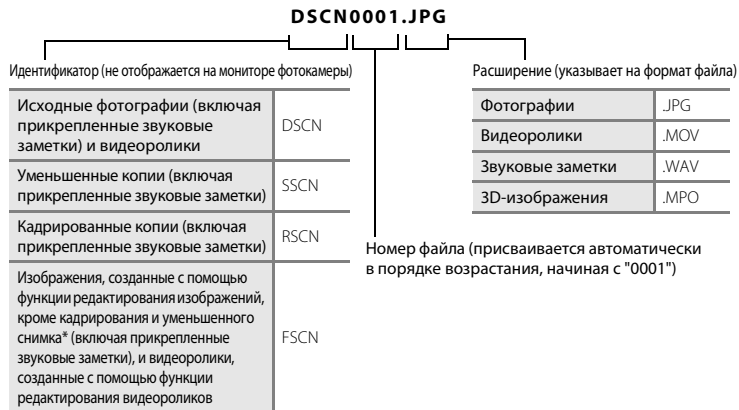 DSCN0001.JPG
Идентификатор (не отображается на мониторе фотокамеры)
Исходные фотографии (включая
прикрепленные звуковые
заметки) и видеоролики
DSCN
Уменьшенные копии (включая
прикрепленные звуковые заметки)
SSCN
Кадрированные копии (включая
прикрепленные звуковые заметки)
RSCN
Изображения, созданные с помощью
функции редактирования изображений,
кроме кадрирования и уменьшенного
снимка* (включая прикрепленные
звуковые заметки), и видеоролики,
созданные с помощью функции
редактирования видеороликов
FSCN
Расширение (указывает на формат файла)
Фотографии .JPG
Видеоролики .MOV
Звуковые заметки .WAV
3D-изображения .MPO
Номер файла (присваивается автоматически
в порядке возрастания, начиная с "0001")